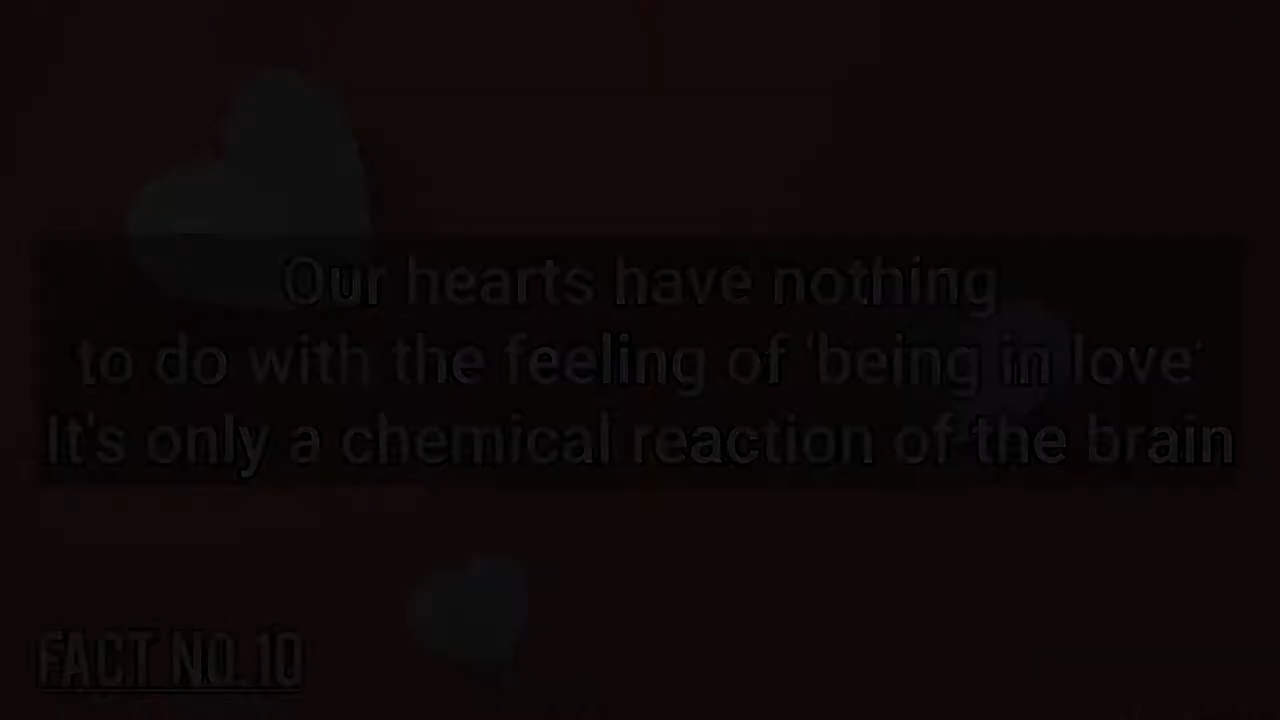 Our hearts have nothing
to do with the feeling of 'being in love'
It's only a chemical reaction of the brain
FACT NO.10